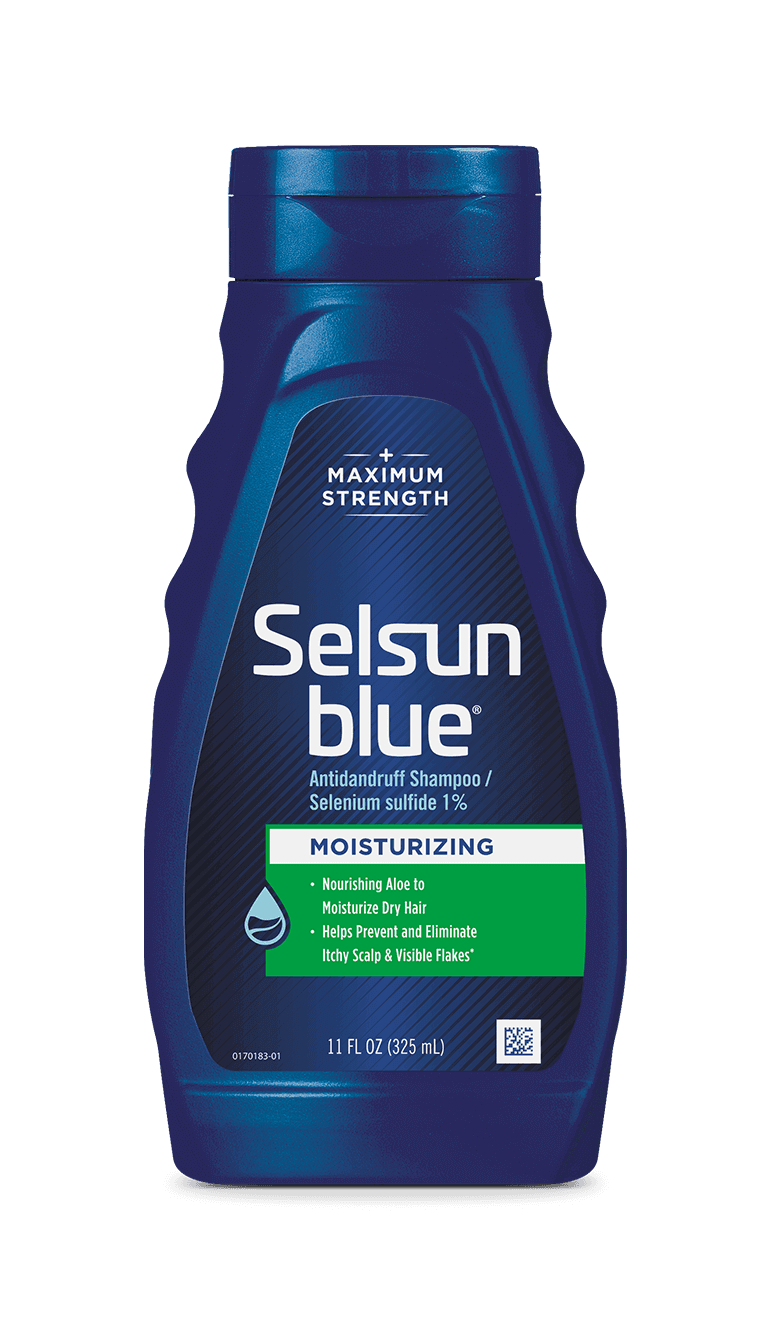 MAXIMUM
STRENGTH
Selsun
blue®
Antidandruff Shampoo /
Selenium sulfide 1%
MOISTURIZING
• Nourishing Aloe to
Moisturize Dry Hair
• Helps Prevent and Eliminate
Itchy Scalp & Visible Flakes*
0170183-01
11 FL OZ (325 mL)